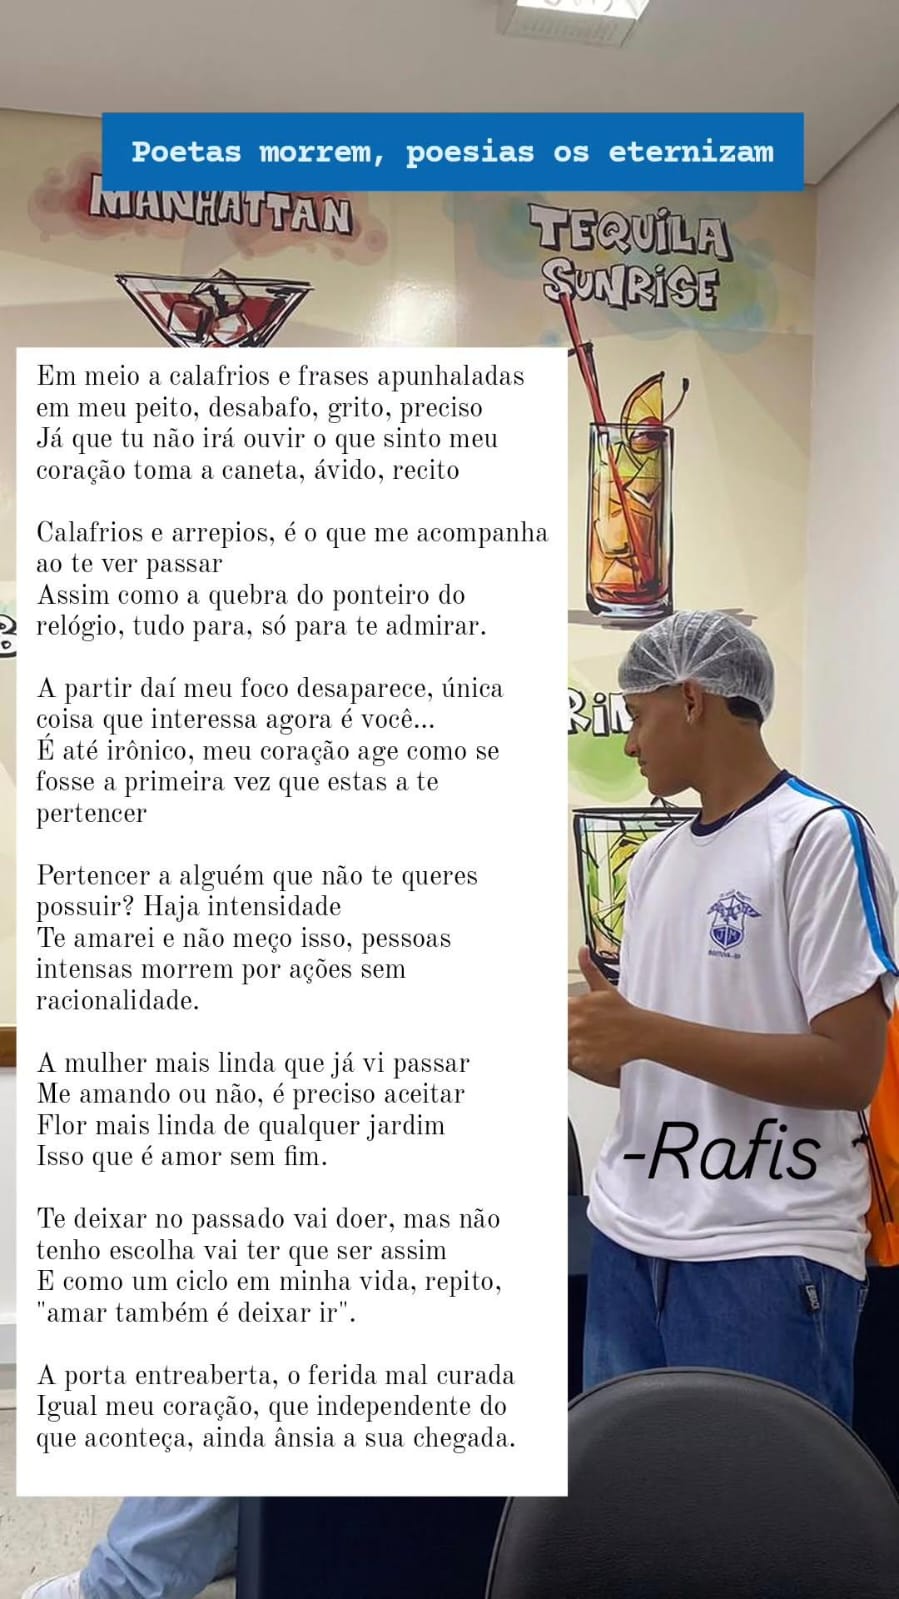 Poetas morrem, poesias os eternizam
MANHATTAN
TEQUILA
SUNRISE
Em meio a calafrios e frases apunhaladas
em meu peito, desabafo, grito, preciso
Já que tu não irá ouvir o que sinto meu
coração toma a caneta, ávido, recito
Calafrios e arrepios, é o que me acompanha
ao te ver passar
Assim como a quebra do ponteiro do
relógio, tudo para, só para te admirar.
A partir daí meu foco desaparece, única
coisa que interessa agora é você...
É até irônico, meu coração age como se
fosse a primeira vez que estas a te
pertencer
Pertencer a alguém que não te queres
possuir? Haja intensidade
Te amarei e não meço isso, pessoas
intensas morrem por ações sem
racionalidade.
A mulher mais linda que já vi passar
Me amando ou não, é preciso aceitar
Flor mais linda de qualquer jardim
Isso que é amor sem fim.
Te deixar no passado vai doer, mas não
tenho escolha vai ter que ser assim
E como um ciclo em minha vida, repito,
"amar também é deixar ir".
A porta entreaberta, o ferida mal curada
Igual meu coração, que independente do
que aconteça, ainda ânsia a sua chegada.
-Rafis